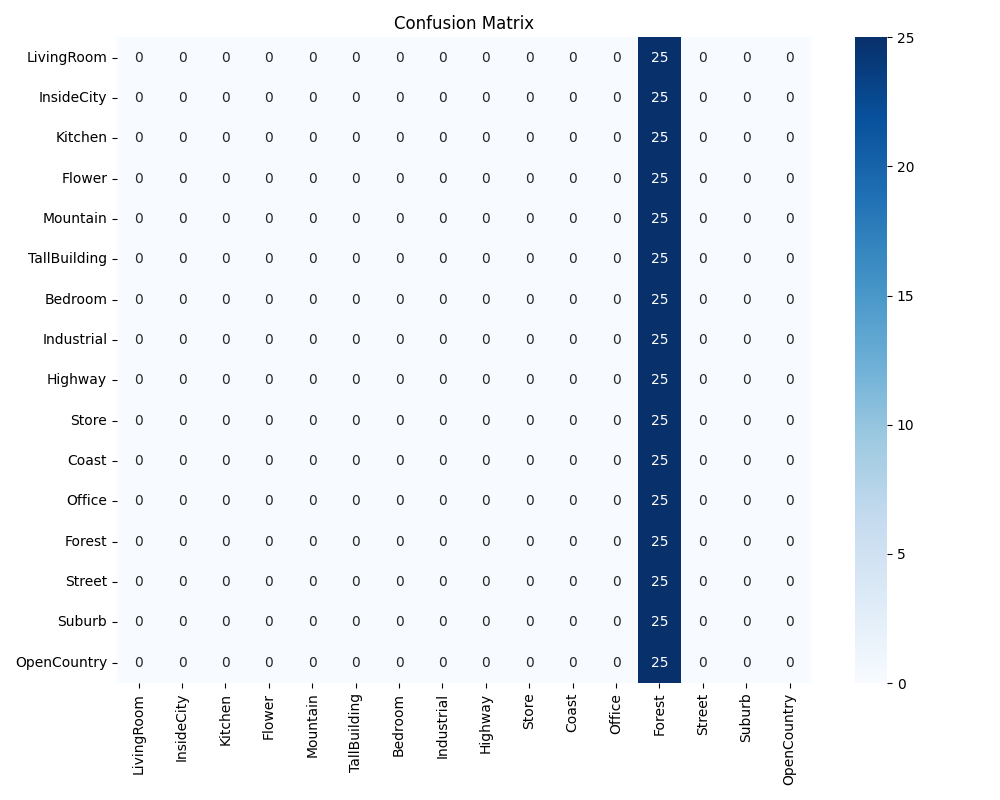 Confusion Matrix
LivingRoom 0 0 0 0 0 0 0 0 0 0 0 0 25 0 0 0
InsideCity 0 0 0 0 0 0 0 0 0 0 0 0 25 0 0 0
Kitchen 0 0 0 0 0 0 0 0 0 0 0 0 25 0 0 0
Flower 0 0 0 0 0 0 0 0 0 0 0 0 25 0 0 0
Mountain 0 0 0 0 0 0 0 0 0 0 0 0 25 0 0 0
TallBuilding 0 0 0 0 0 0 0 0 0 0 0 0 25 0 0 0
Bedroom 0 0 0 0 0 0 0 0 0 0 0 0 25 0 0 0
Industrial 0 0 0 0 0 0 0 0 0 0 0 0 25 0 0 0
Highway 0 0 0 0 0 0 0 0 0 0 0 0 25 0 0 0
Store 0 0 0 0 0 0 0 0 0 0 0 0 25 0 0 0
Coast 0 0 0 0 0 0 0 0 0 0 0 0 25 0 0 0
Office 0 0 0 0 0 0 0 0 0 0 0 0 25 0 0 0
Forest 0 0 0 0 0 0 0 0 0 0 0 0 25 0 0 0
Street 0 0 0 0 0 0 0 0 0 0 0 0 25 0 0 0
Suburb 0 0 0 0 0 0 0 0 0 0 0 0 25 0 0 0
OpenCountry 0 0 0 0 0 0 0 0 0 0 0 0 25 0 0 0
LivingRoom
InsideCity
Kitchen
Flower
Mountain
TallBuilding
Bedroom
Industrial
Highway
Store
Coast
Office
Forest
Street
Suburb
OpenCountry
25
20
15
10
5
0